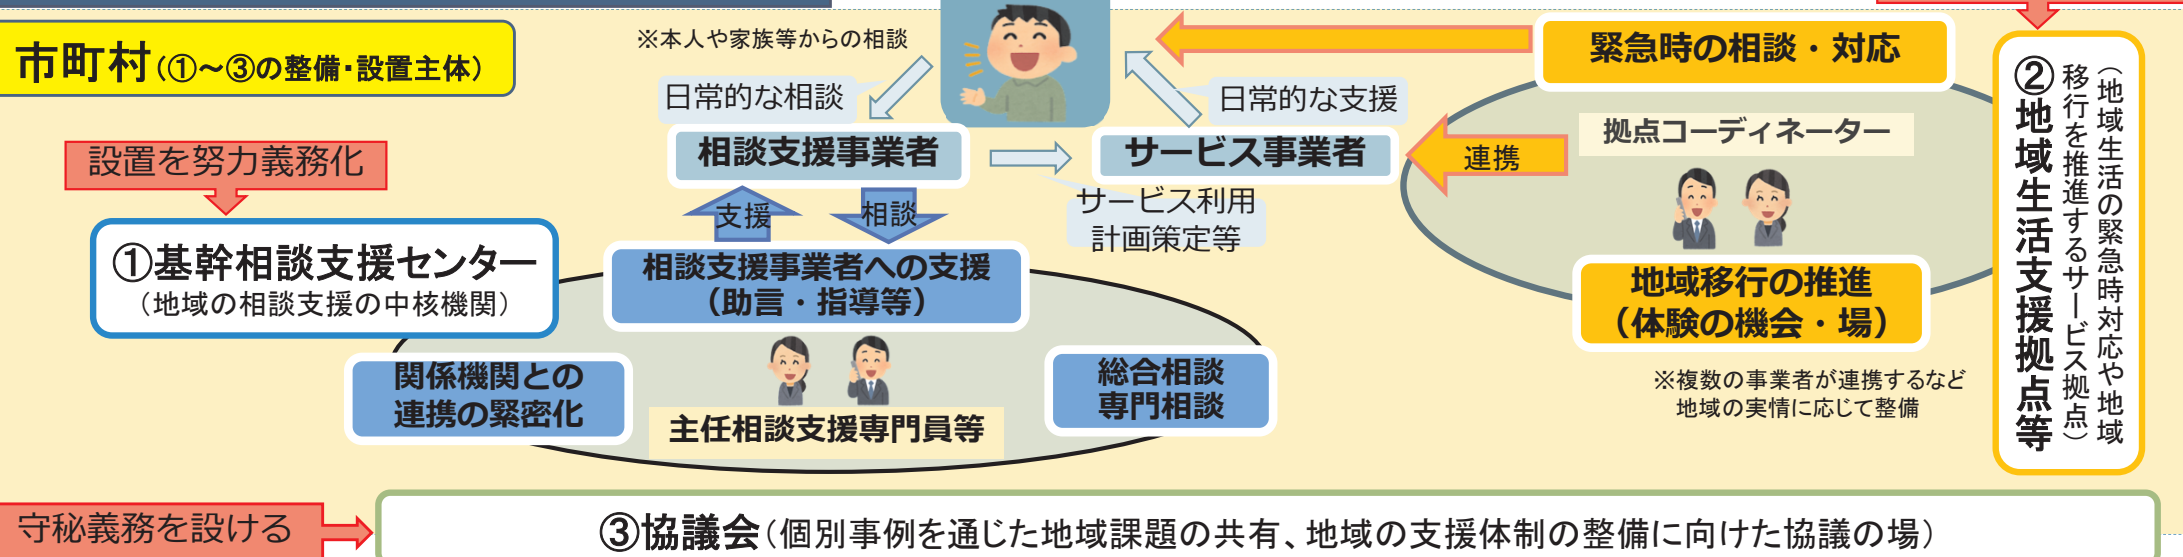 市町村（①～③の整備・設置主体）
※本人や家族等からの相談
日常的な相談
日常的な支援
緊急時の相談・対応
相談支援事業者
サービス事業者
連携
拠点コーディネーター
サービス利用
計画策定等
設置を努力義務化
支援
相談
①基幹相談支援センター
（地域の相談支援の中核機関）
相談支援事業者への支援
（助言・指導等）
関係機関との
連携の緊密化
主任相談支援専門員等
総合相談
専門相談
地域移行の推進
（体験の機会・場）
※複数の事業者が連携するなど
地域の実情に応じて整備
②地域生活支援拠点等
（地域生活の緊急時対応や地域
移行を推進するサービス拠点）
守秘義務を設ける
③協議会（個別事例を通じた地域課題の共有、地域の支援体制の整備に向けた協議の場）